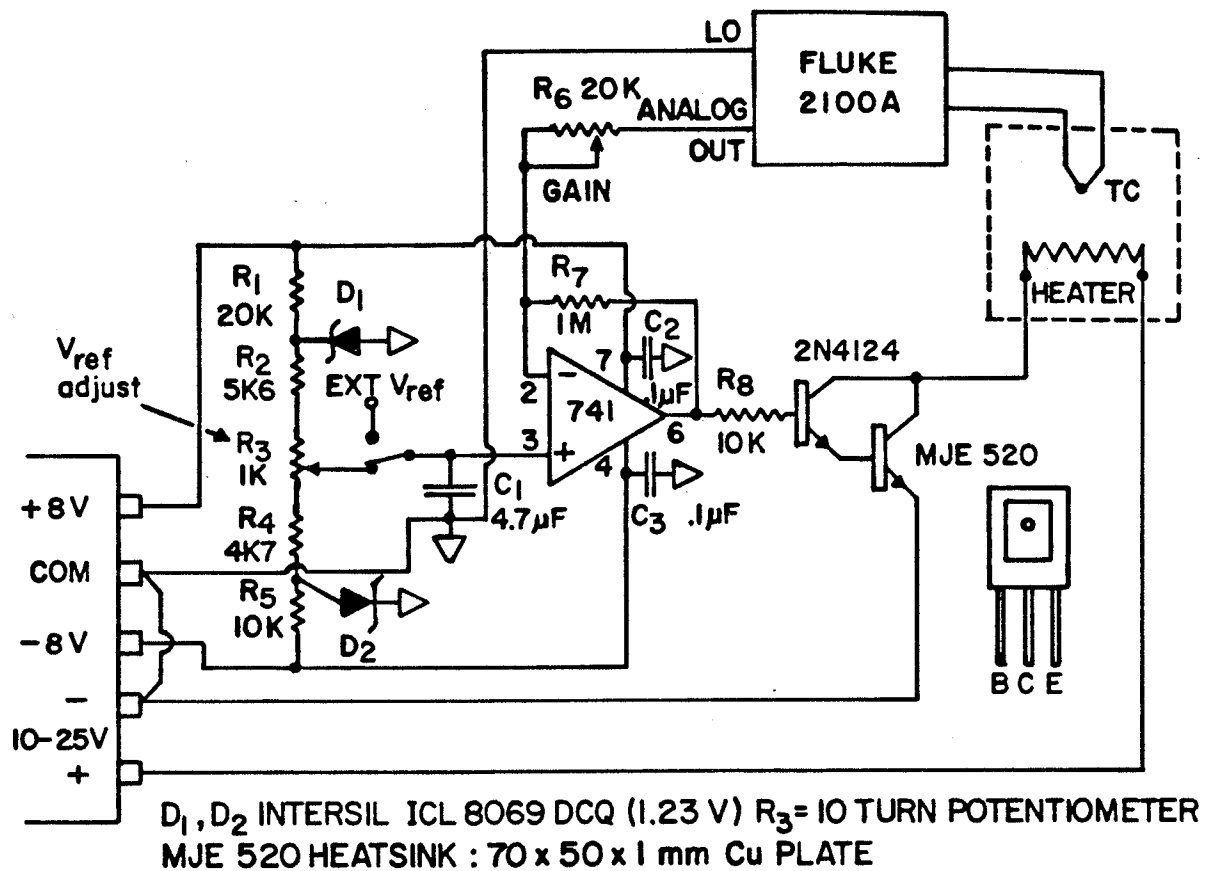 LO
FLUKE
2100A
R6 20K
ANALOG
OUT
GAIN
TC
HEATER
R7
1M
R1
20K
D1
C2
.1µF
7
2N4124
Vref
adjust
R2
5K6
EXT Vref
2
−
741
R8
10K
6
R3
1K
3
+
4
MJE 520
+8V
C1
4.7µF
C3
.1µF
R4
4K7
COM
R5
10K
−8V
D2
B C E
−
10-25V
+
D1, D2 INTERSIL ICL 8069 DCQ (1.23 V) R3= 10 TURN POTENTIOMETER
MJE 520 HEATSINK : 70 x 50 x 1 mm Cu PLATE